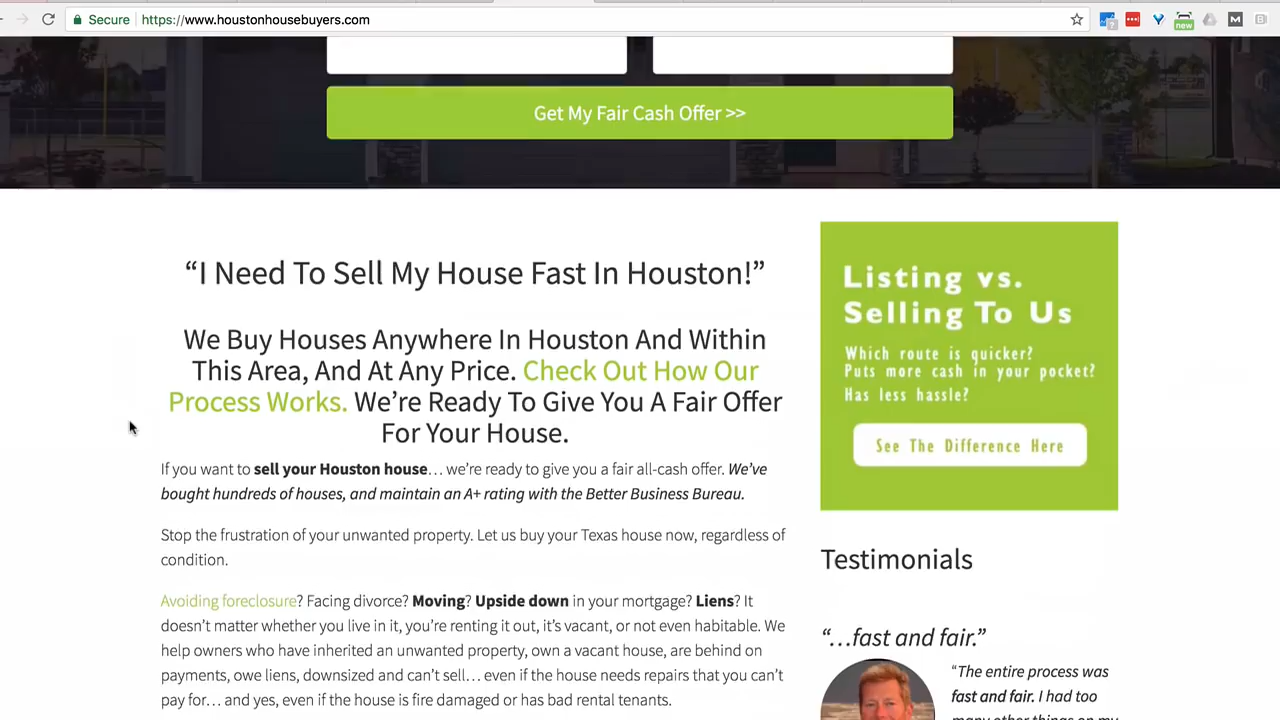 Secure https://www.houstonhousebuyers.com
new
M
Get My Fair Cash Offer >>
“I Need To Sell My House Fast In Houston!”
We Buy Houses Anywhere In Houston And Within
This Area, And At Any Price. Check Out How Our
Process Works. We’re Ready To Give You A Fair Offer
For Your House.
If you want to sell your Houston house… we’re ready to give you a fair all-cash offer. We’ve
bought hundreds of houses, and maintain an A+ rating with the Better Business Bureau.
Stop the frustration of your unwanted property. Let us buy your Texas house now, regardless of
condition.
Avoiding foreclosure? Facing divorce? Moving? Upside down in your mortgage? Liens? It
doesn’t matter whether you live in it, you’re renting it out, it’s vacant, or not even habitable. We
help owners who have inherited an unwanted property, own a vacant house, are behind on
payments, owe liens, downsized and can’t sell… even if the house needs repairs that you can’t
pay for… and yes, even if the house is fire damaged or has bad rental tenants.
Listing vs.
Selling To Us
Which route is quicker?
Puts more cash in your pocket?
Has less hassle?
See The Difference Here
Testimonials
“…fast and fair.”
“The entire process was
fast and fair. I had too
many other things on my